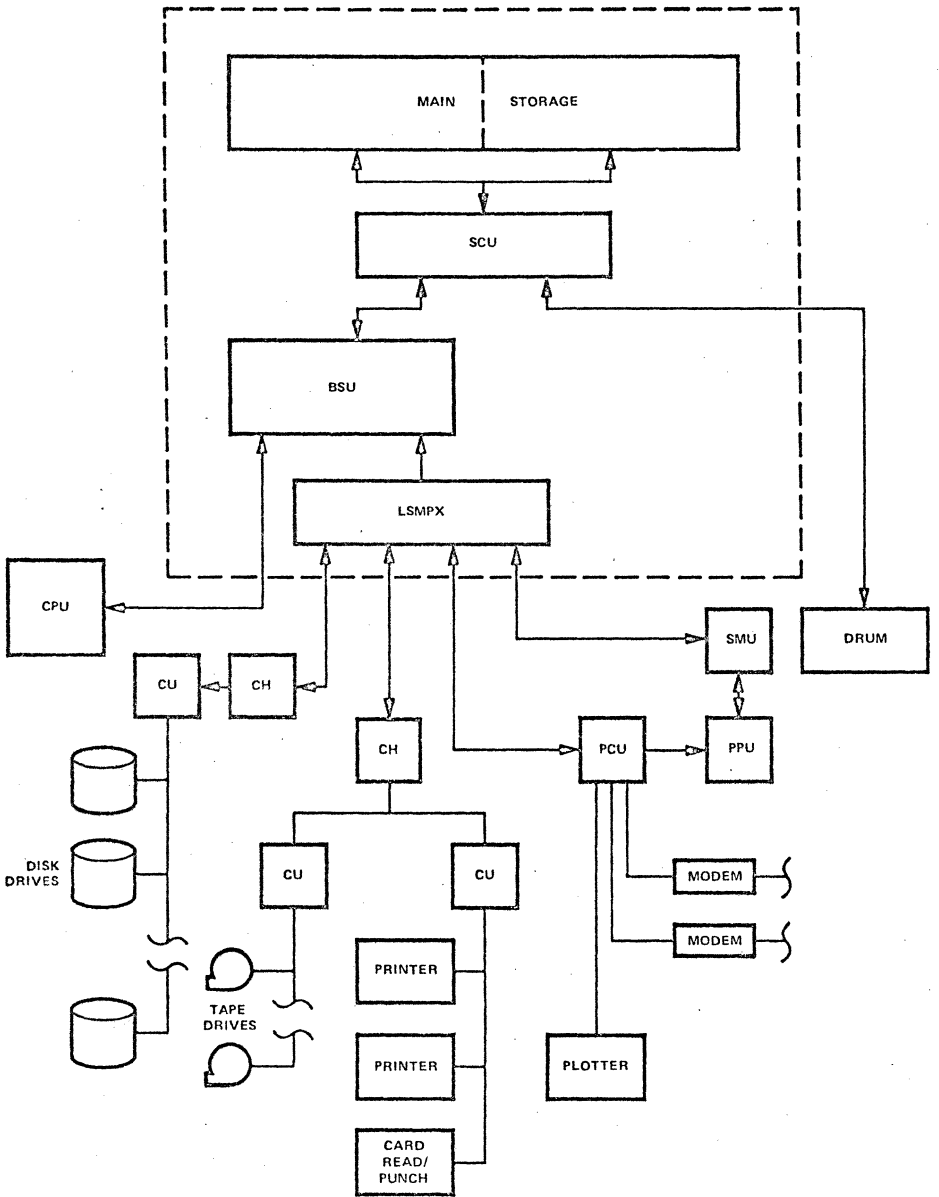 MAIN STORAGE
SCU
BSU
LSMPX
CPU
SMU
DRUM
CU
CH
CH
PCU
PPU
DISK
DRIVES
CU
CU
MODEM
MODEM
PRINTER
TAPE
DRIVES
PRINTER
PLOTTER
CARD
READ/
PUNCH